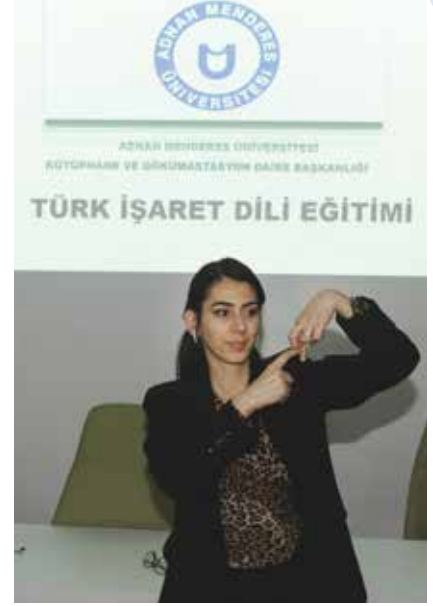 ADNAN MENDERES
ÜNİVERSİTESİ
ADNAN MENDERES ÜNİVERSİTESİ
KÜTÜPHANE VE DÖKÜMANTASYON DAİRE BAŞKANLIĞI
TÜRK İŞARET DİLİ EĞİTİMİ